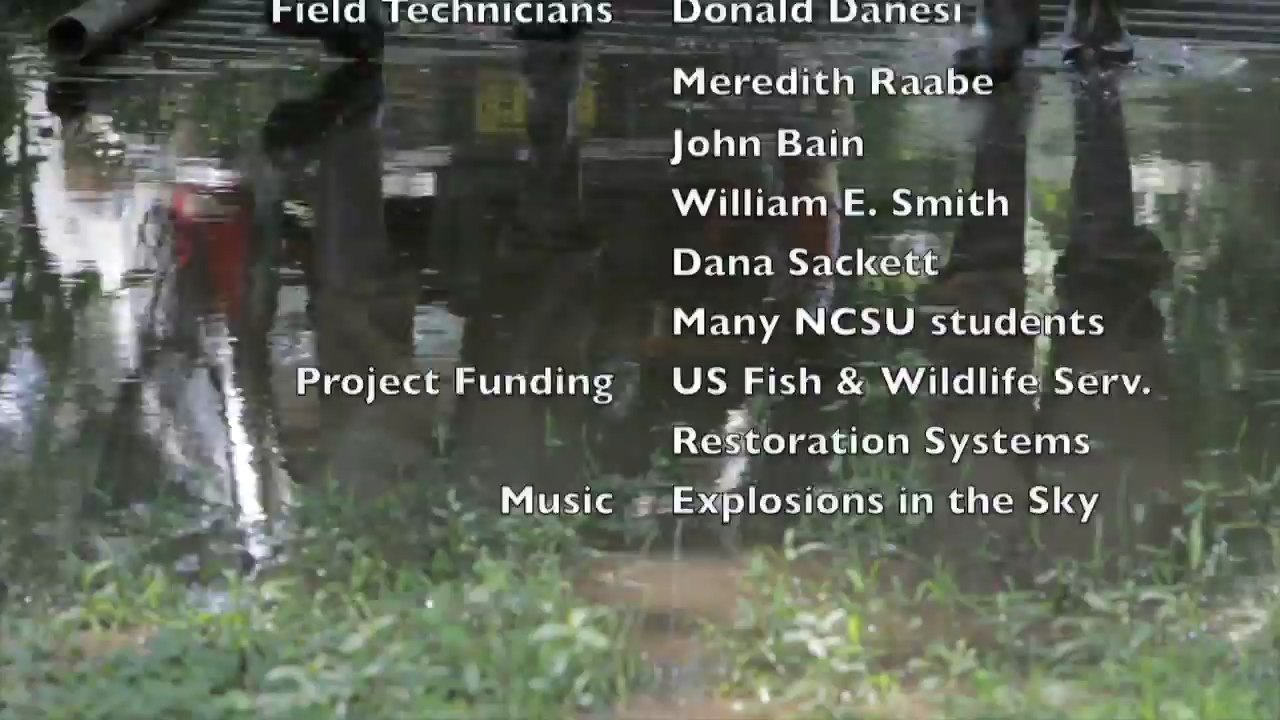 Field Technicians Donald Danesi
Meredith Raabe
John Bain
William E. Smith
Dana Sackett
Many NCSU students
Project Funding US Fish & Wildlife Serv.
Restoration Systems
Music Explosions in the Sky